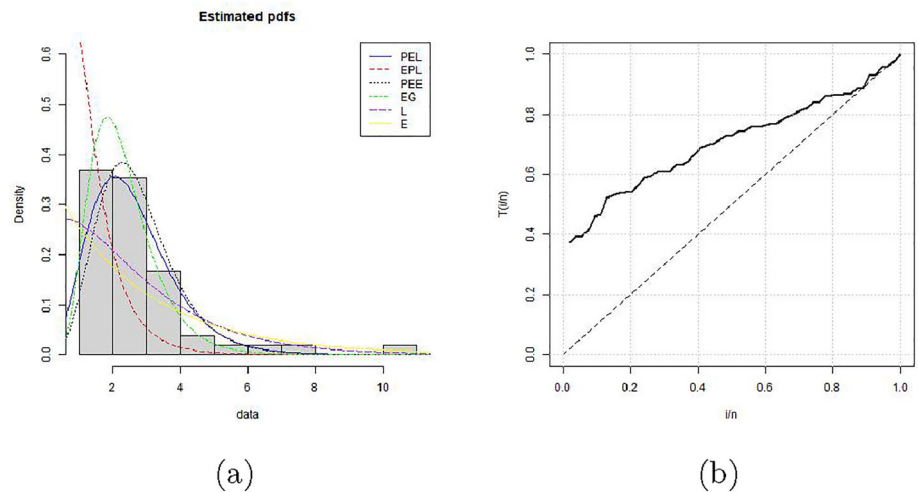 Estimated pdfs
PEL
EPL
PEE
EG
L
E
Density
0.0 0.1 0.2 0.3 0.4 0.5 0.6
2 4 6 8 10
data
T(i/n)
0.0 0.2 0.4 0.6 0.8 1.0
0.0 0.2 0.4 0.6 0.8 1.0
i/n
(a)
(b)